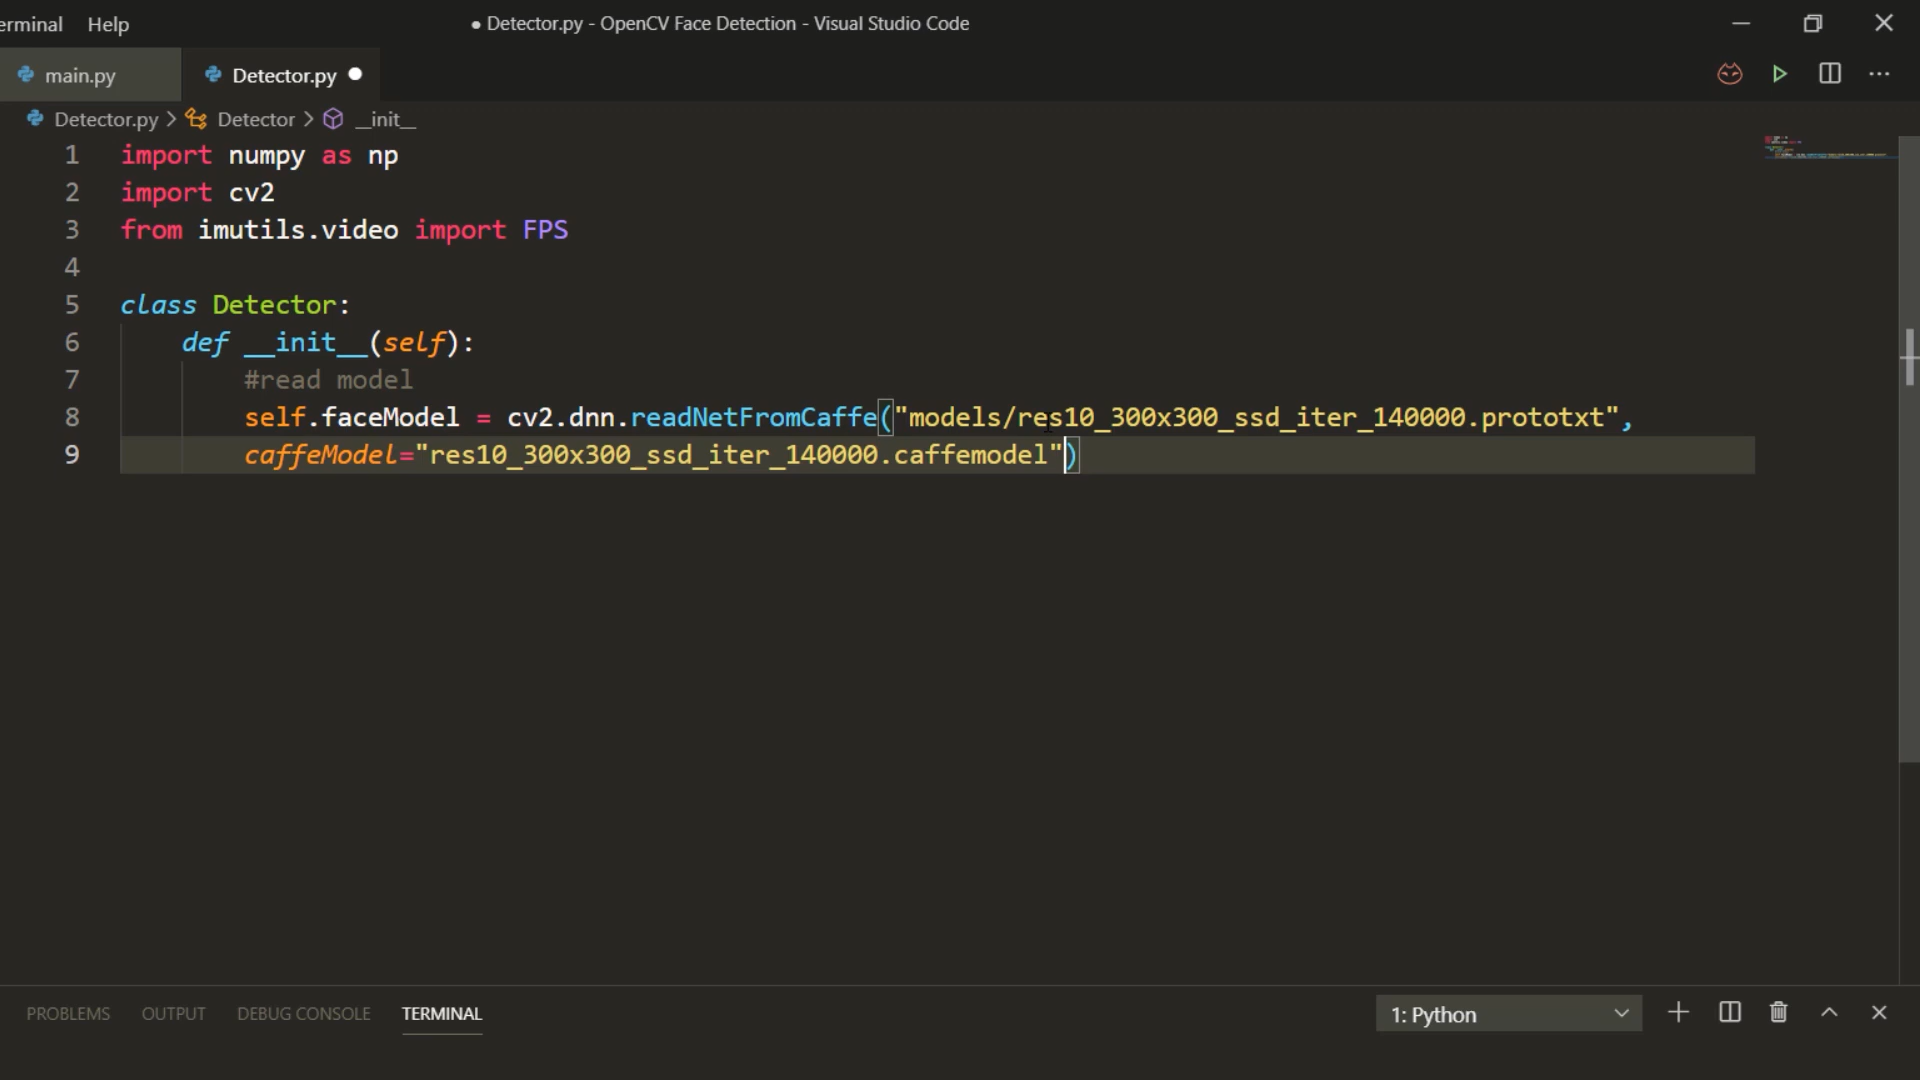 erminal Help ● Detector.py - OpenCV Face Detection - Visual Studio Code
main.py Detector.py
Detector.py > Detector > __init__
1 import numpy as np
2 import cv2
3 from imutils.video import FPS
4
5 class Detector:
6 def __init__(self):
7 #read model
8 self.faceModel = cv2.dnn.readNetFromCaffe("models/res10_300x300_ssd_iter_140000.prototxt",
9 caffeModel="res10_300x300_ssd_iter_140000.caffemodel")
PROBLEMS OUTPUT DEBUG CONSOLE TERMINAL 1: Python